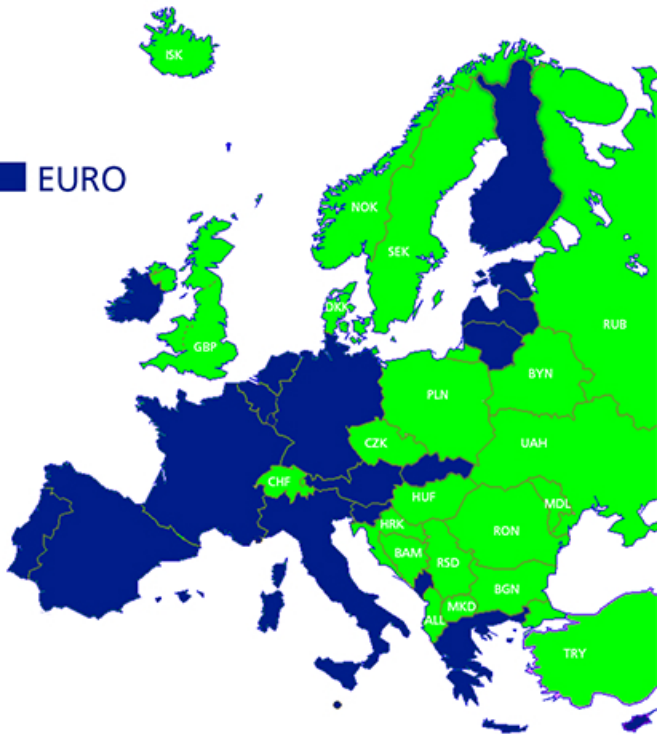 ISK
EURO
NOK
SEK
DKK
RUB
GBP
BYN
PLN
CZK
UAH
CHF
HUF
MDL
HRK
RON
BAM
RSD
BGN
MKD
ALL
TRY